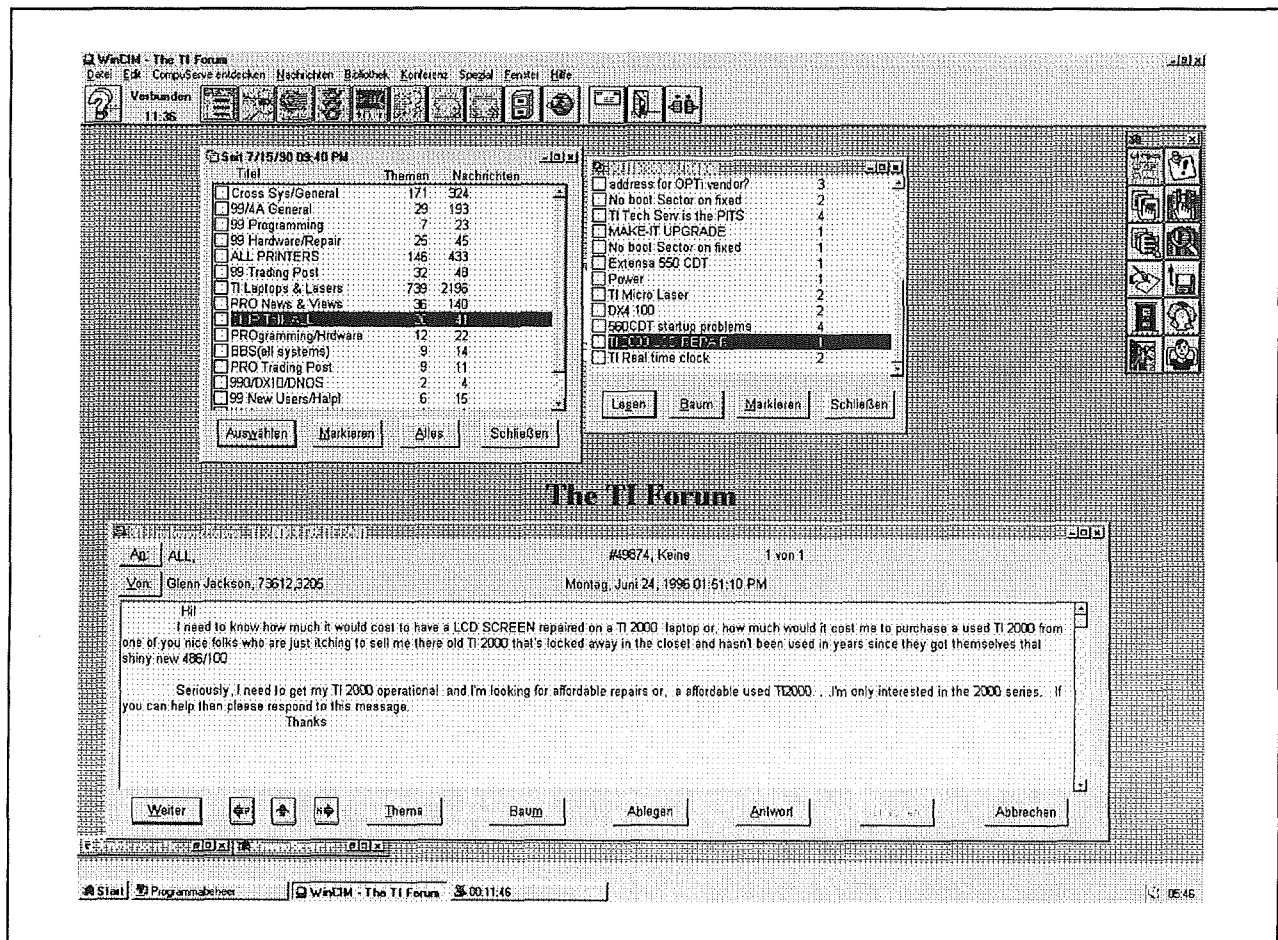 WinCIM - The TI Forum
Datei Edit CompuServe entdecken Nachrichten Bibliothek Konferenz Spezial Fenster Hilfe
Verbunden
11:36
Seit 7/15/90 09:40 PM
Titel Themen Nachrichten
Cross Sys/General 171 324
99/4A General 29 193
99 Programming 7 23
99 Hardware/Repair 25 45
ALL PRINTERS 146 433
99 Trading Post 32 48
TI Laptops & Lasers 739 2196
PRO News & Views 36 140
41
PROgramming/Hrdware 12 22
BBS(all systems) 9 14
PRO Trading Post 9 11
990/DX10/DNOS 2 4
99 New Users/Halpl 6 15
Auswählen Markieren Alles Schließen
address for OPTi vendor? 3
No boot Sector on fixed 2
TI Tech Serv is the PITS 4
MAKE-IT UPGRADE 1
No boot Sector on fixed 1
Extensa 550 CDT 1
Power 1
TI Micro Laser 2
DX4 100 2
560CDT startup problems 4
TI 2000 LCD REPAIR 1
TI Real time clock 2
Lesen Baum Markieren Schließen
The TI Forum
An: ALL, #49874, Keine 1 von 1
Von: Glenn Jackson, 73612,3205 Montag, Juni 24, 1996 01:51:10 PM
Hi!
I need to know how much it would cost to have a LCD SCREEN repaired on a TI 2000 laptop or, how much would it cost me to purchase a used TI 2000 from
one of you nice folks who are just itching to sell me there old TI 2000 that's locked away in the closet and hasn't been used in years since they got themselves that
shiny new 486/100
Seriously, I need to get my TI 2000 operational and I'm looking for affordable repairs or, a affordable used TI2000. . .I'm only interested in the 2000 series. If
you can help then please respond to this message.
Thanks
Weiter Thema Baum Ablegen Antwort Abbrechen
Start Programmabeheer WinCIM - The TI Forum 00:11:46 05:46